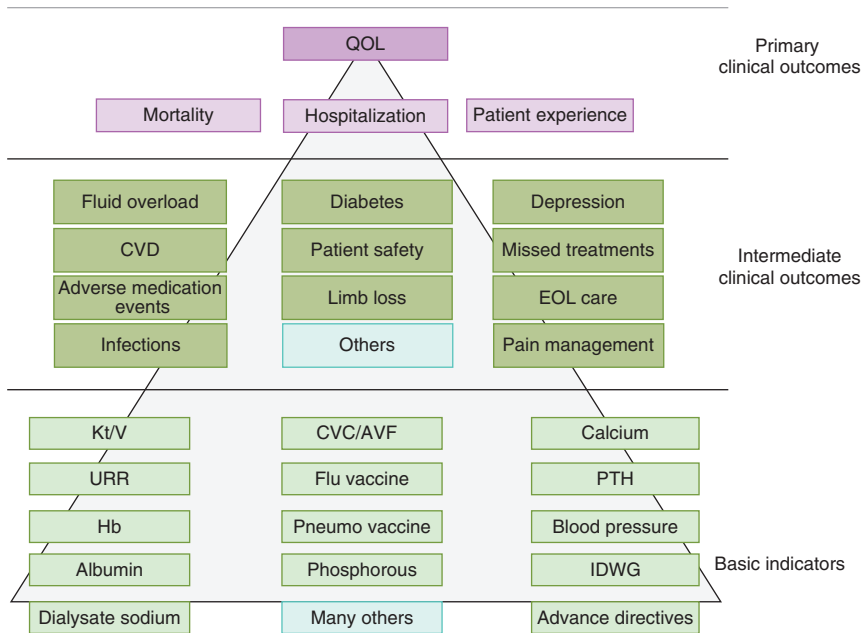 QOL
Primary
clinical outcomes
Mortality
Hospitalization
Patient experience
Fluid overload
Diabetes
Depression
CVD
Patient safety
Missed treatments
Intermediate
clinical outcomes
Adverse medication
events
Limb loss
EOL care
Infections
Others
Pain management
Kt/V
CVC/AVF
Calcium
URR
Flu vaccine
PTH
Hb
Pneumo vaccine
Blood pressure
Albumin
Phosphorous
IDWG
Basic indicators
Dialysate sodium
Many others
Advance directives